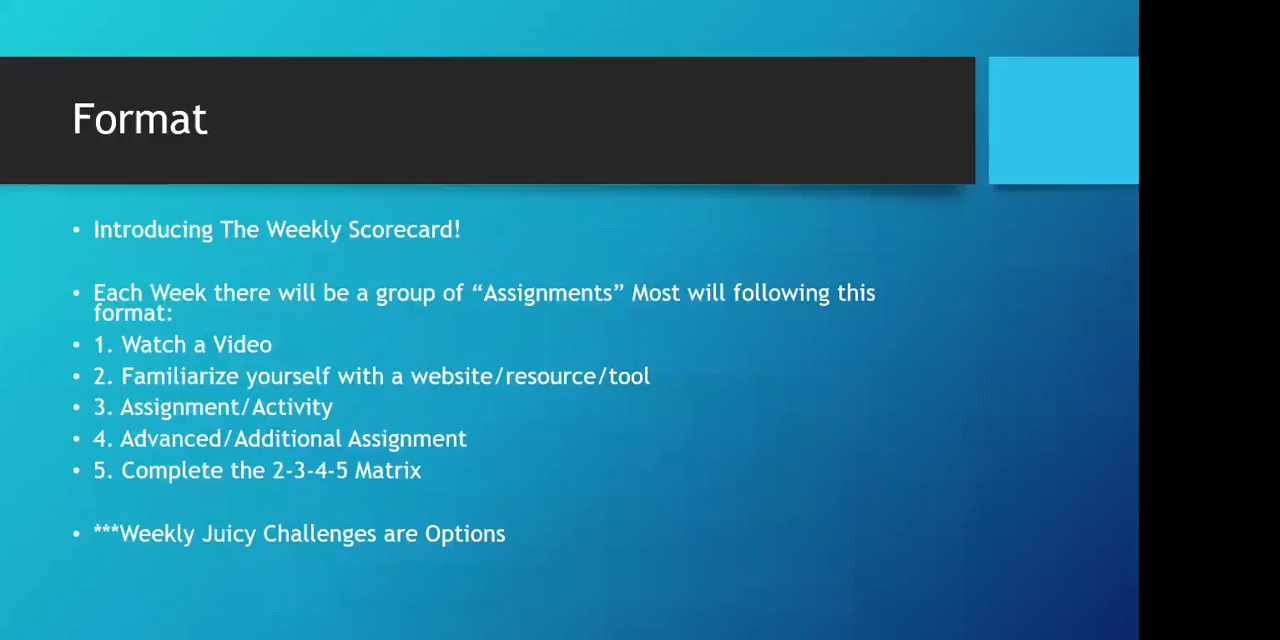 Format
• Introducing The Weekly Scorecard!
• Each Week there will be a group of “Assignments” Most will following this
format:
• 1. Watch a Video
• 2. Familiarize yourself with a website/resource/tool
• 3. Assignment/Activity
• 4. Advanced/Additional Assignment
• 5. Complete the 2-3-4-5 Matrix
• ***Weekly Juicy Challenges are Options